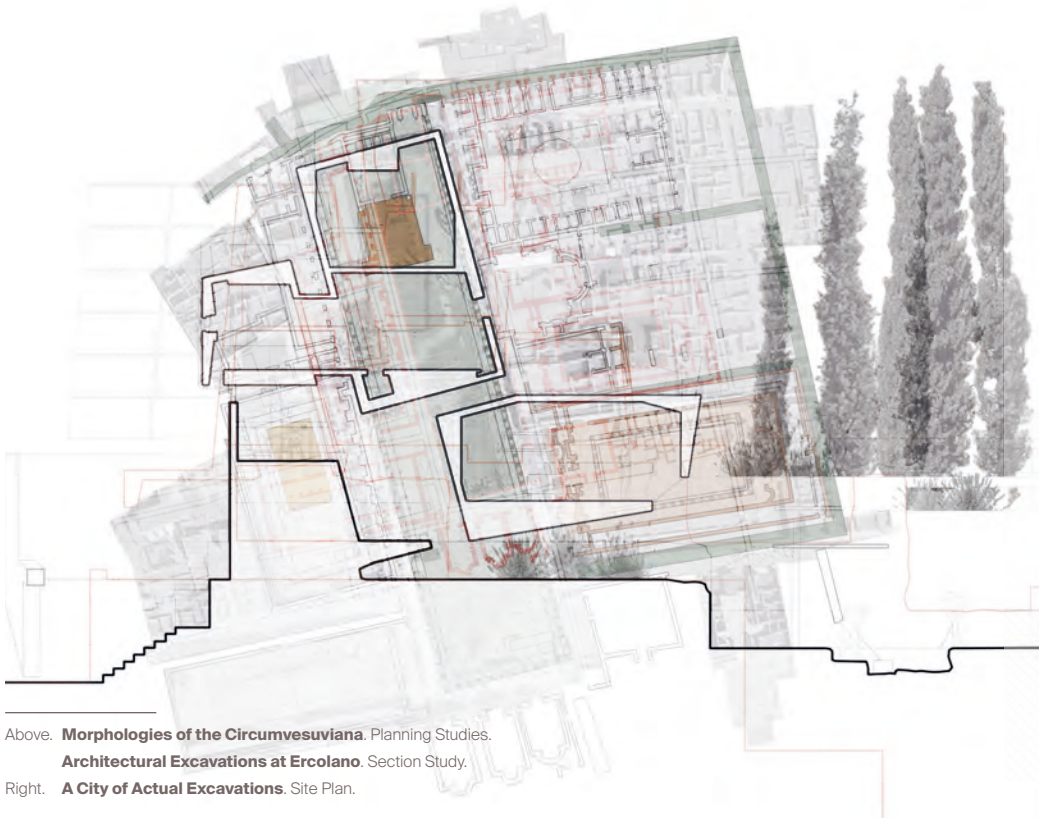 Above. Morphologies of the Circumvesuviana. Planning Studies.
Architectural Excavations at Ercolano. Section Study.
Right. A City of Actual Excavations. Site Plan.